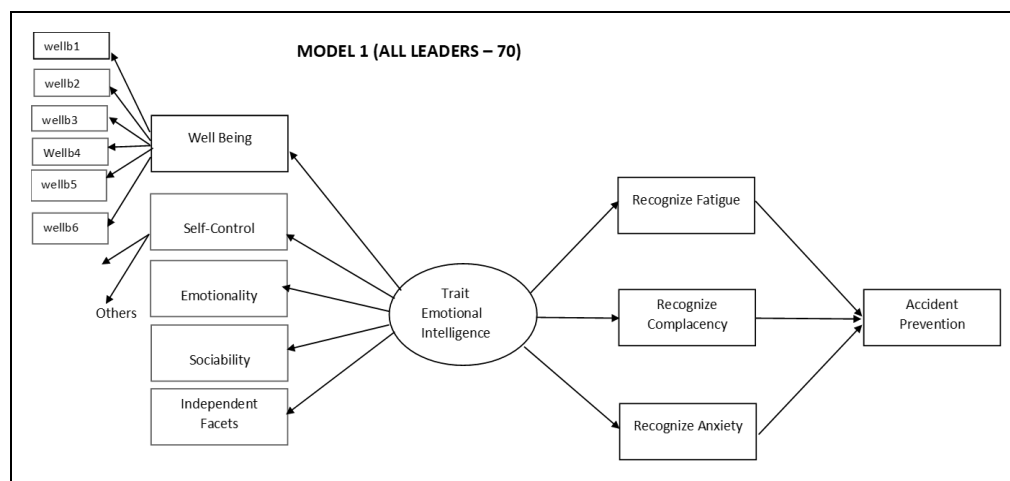 MODEL 1 (ALL LEADERS – 70)
wellb1
wellb2
wellb3
Wellb4
wellb5
wellb6
Well Being
Self-Control
Others
Emotionality
Sociability
Independent
Facets
Trait
Emotional
Intelligence
Recognize Fatigue
Recognize
Complacency
Recognize Anxiety
Accident
Prevention